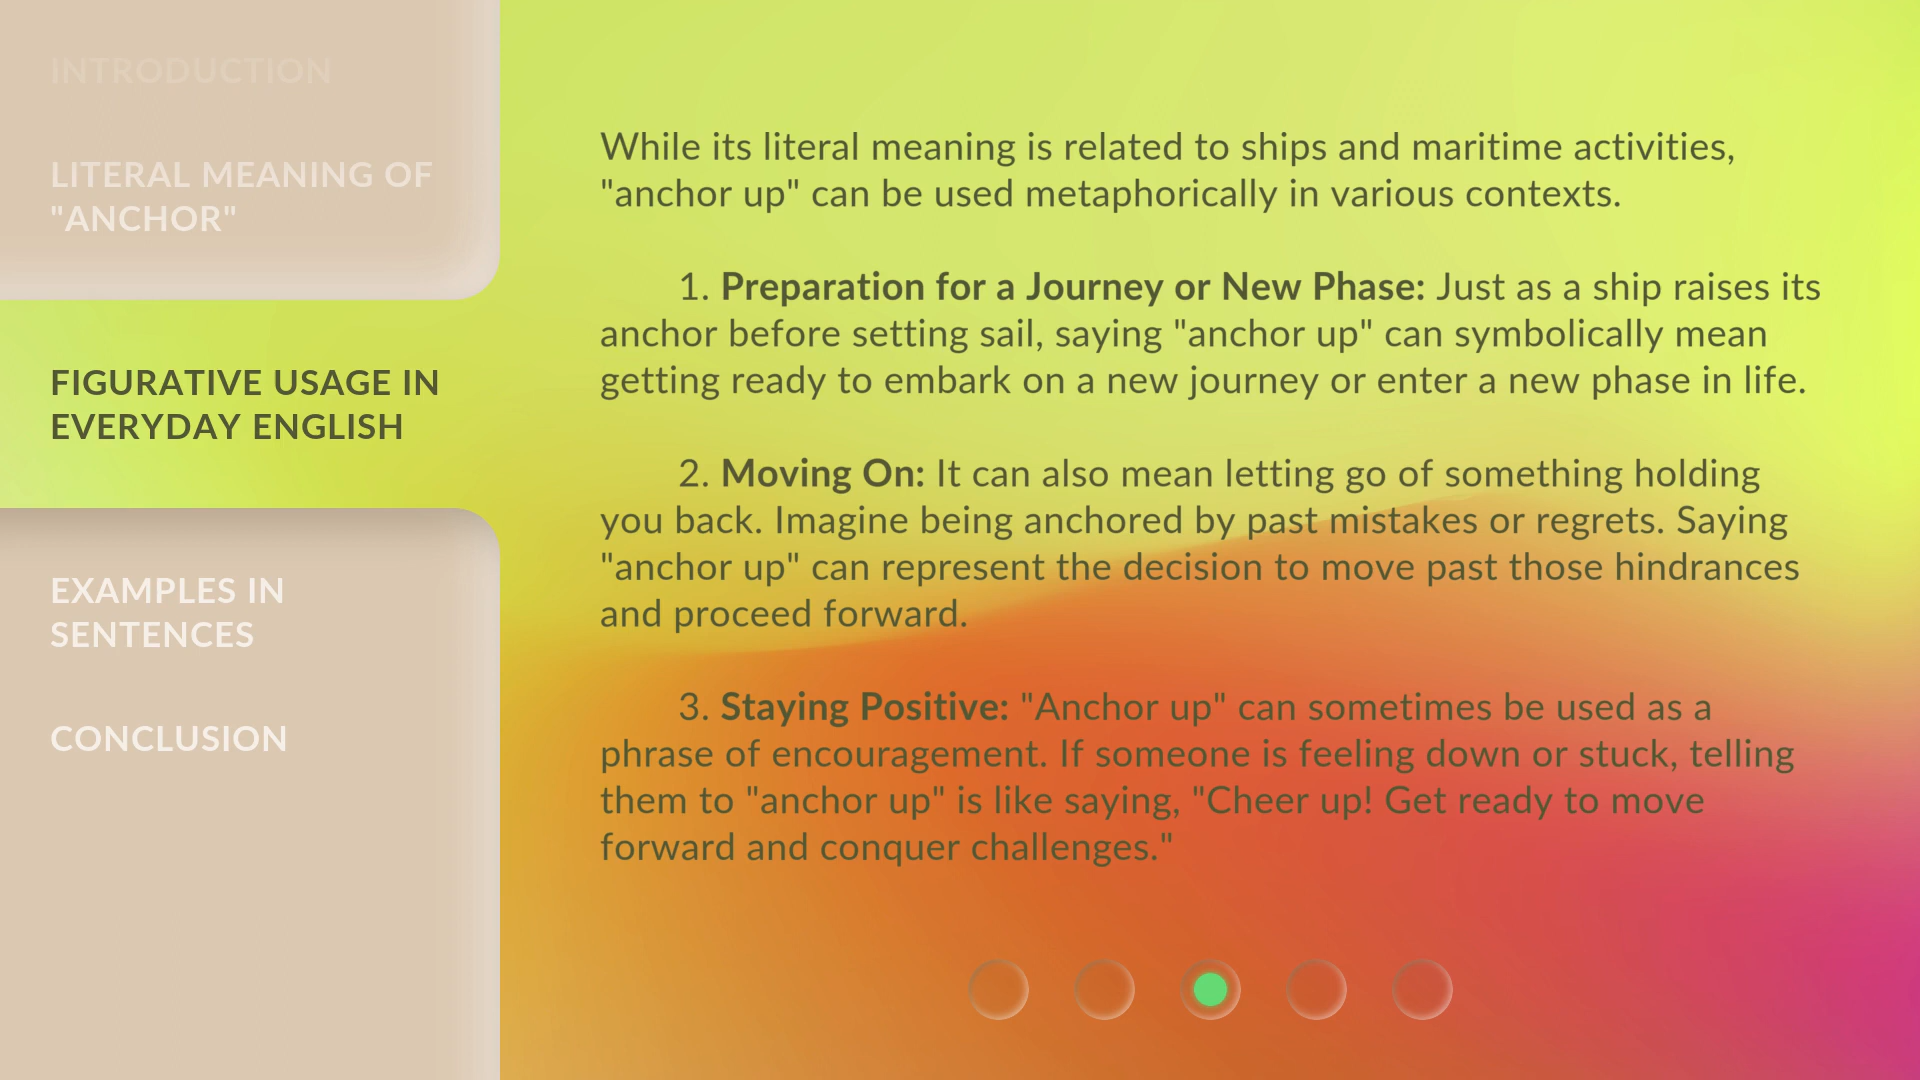 INTRODUCTION
LITERAL MEANING OF
"ANCHOR"
FIGURATIVE USAGE IN
EVERYDAY ENGLISH
EXAMPLES IN
SENTENCES
CONCLUSION
While its literal meaning is related to ships and maritime activities,
"anchor up" can be used metaphorically in various contexts.
1. Preparation for a Journey or New Phase: Just as a ship raises its
anchor before setting sail, saying "anchor up" can symbolically mean
getting ready to embark on a new journey or enter a new phase in life.
2. Moving On: It can also mean letting go of something holding
you back. Imagine being anchored by past mistakes or regrets. Saying
"anchor up" can represent the decision to move past those hindrances
and proceed forward.
3. Staying Positive: "Anchor up" can sometimes be used as a
phrase of encouragement. If someone is feeling down or stuck, telling
them to "anchor up" is like saying, "Cheer up! Get ready to move
forward and conquer challenges."